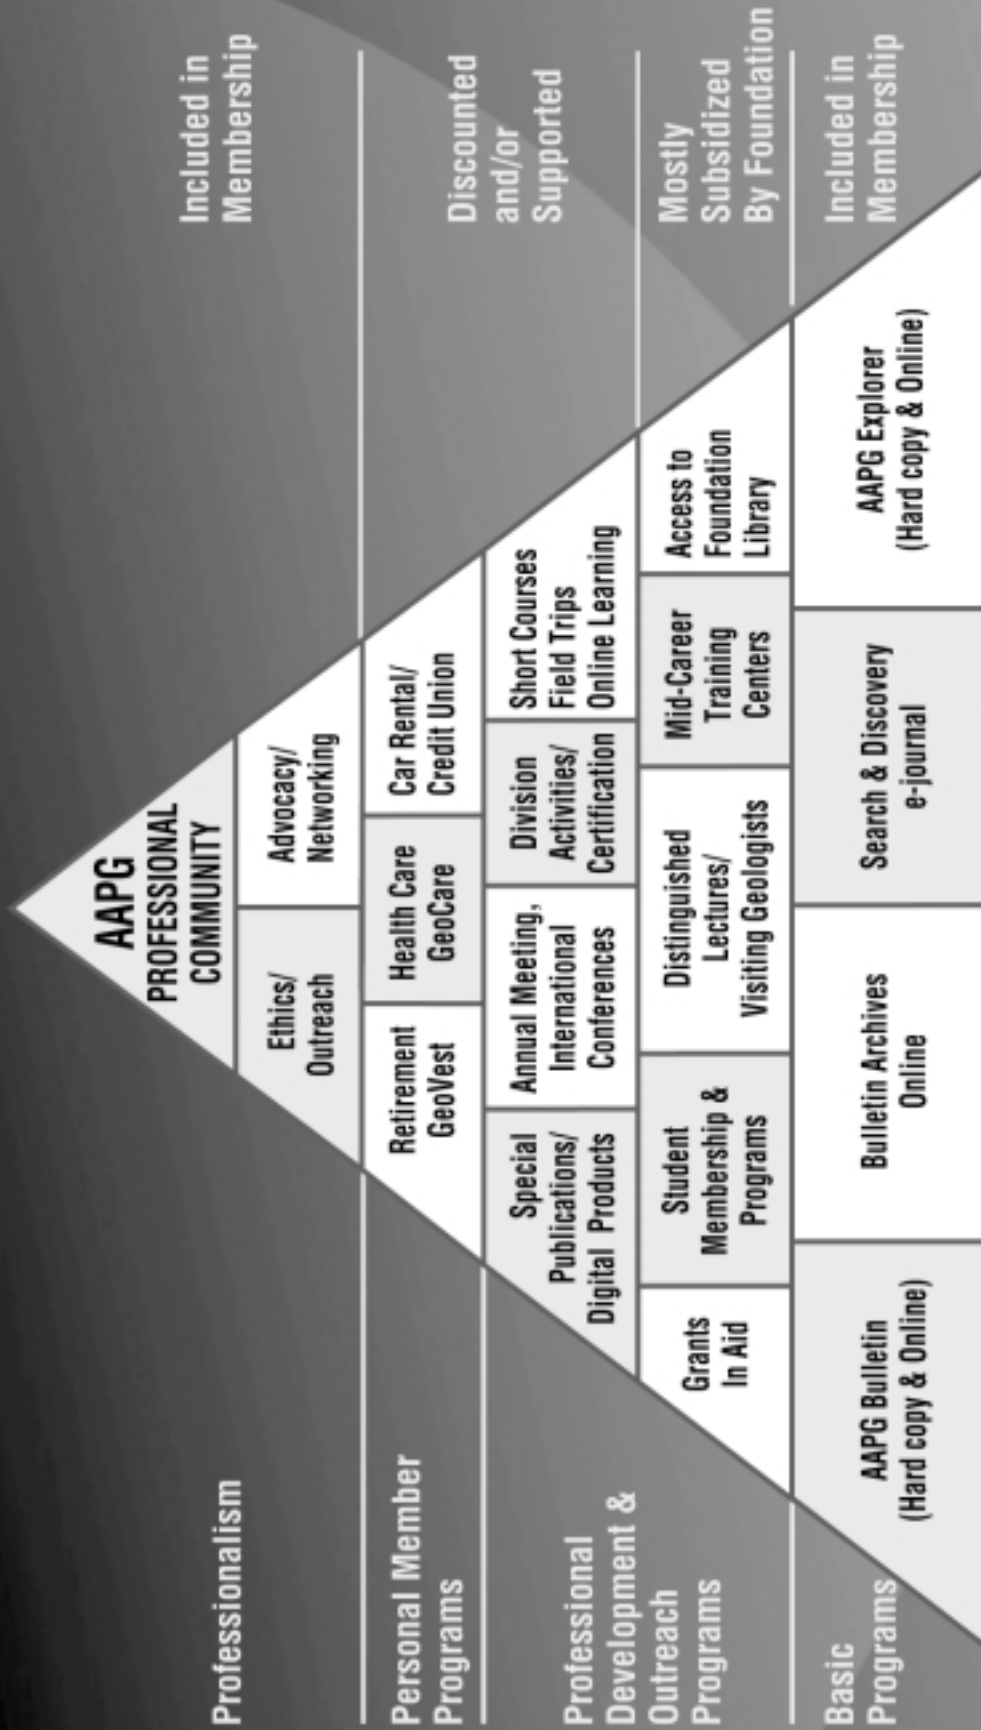 AAPG
PROFESSIONAL
COMMUNITY
Professionalism
Ethics/
Outreach
Advocacy/
Networking
Included in
Membership
Personal Member
Programs
Retirement
GeoVest
Health Care
GeoCare
Car Rental/
Credit Union
Discounted
and/or
Supported
Professional
Development &
Outreach
Programs
Special
Publications/
Digital Products
Annual Meeting,
International
Conferences
Division
Activities/
Certification
Short Courses
Field Trips
Online Learning
Grants
In Aid
Student
Membership &
Programs
Distinguished
Lectures/
Visiting Geologists
Mid-Career
Training
Centers
Access to
Foundation
Library
Mostly
Subsidized
By Foundation
Basic
Programs
AAPG Bulletin
(Hard copy & Online)
Bulletin Archives
Online
Search & Discovery
e-journal
AAPG Explorer
(Hard copy & Online)
Included in
Membership